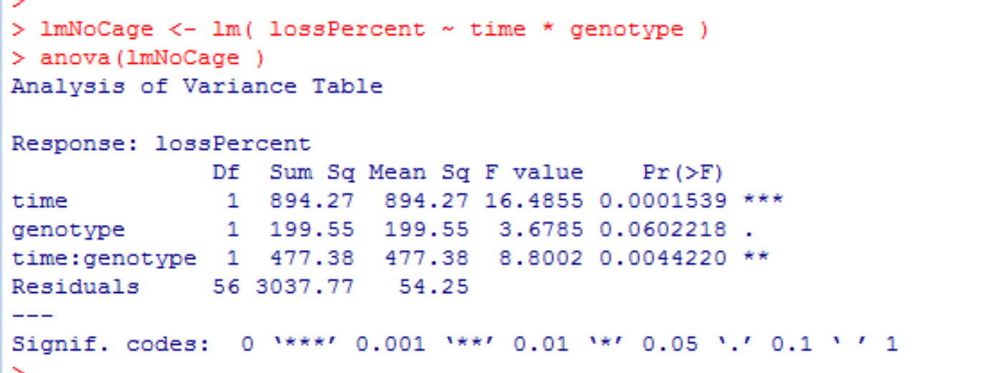 >
> lmNoCage <- lm( lossPercent ~ time * genotype )
> anova(lmNoCage )
Analysis of Variance Table

Response: lossPercent
              Df  Sum Sq Mean Sq F value    Pr(>F)
time           1  894.27  894.27 16.4855 0.0001539 ***
genotype       1  199.55  199.55  3.6785 0.0602218 .
time:genotype  1  477.38  477.38  8.8002 0.0044220 **
Residuals     56 3037.77   54.25
---
Signif. codes:  0 ‘***’ 0.001 ‘**’ 0.01 ‘*’ 0.05 ‘.’ 0.1 ‘ ’ 1
>